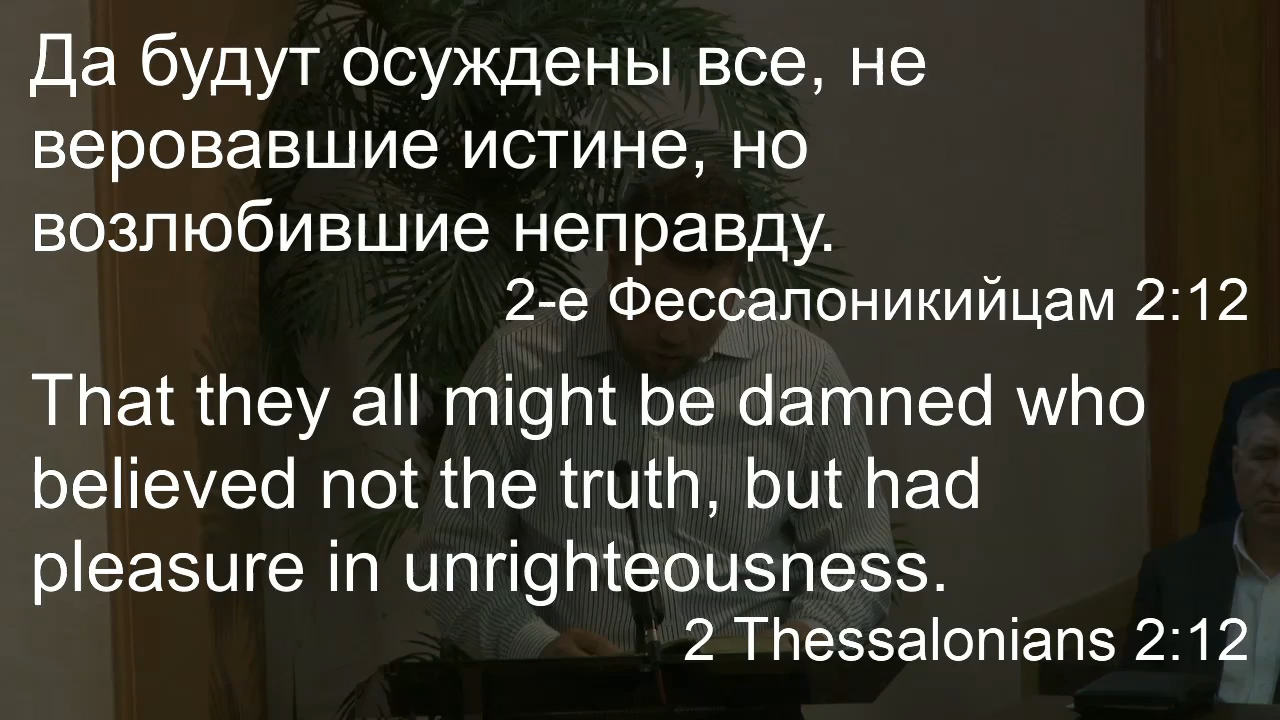 Да будут осуждены все, не
веровавшие истине, но
возлюбившие неправду.
2-е Фессалоникийцам 2:12
That they all might be damned who
believed not the truth, but had
pleasure in unrighteousness.
2 Thessalonians 2:12